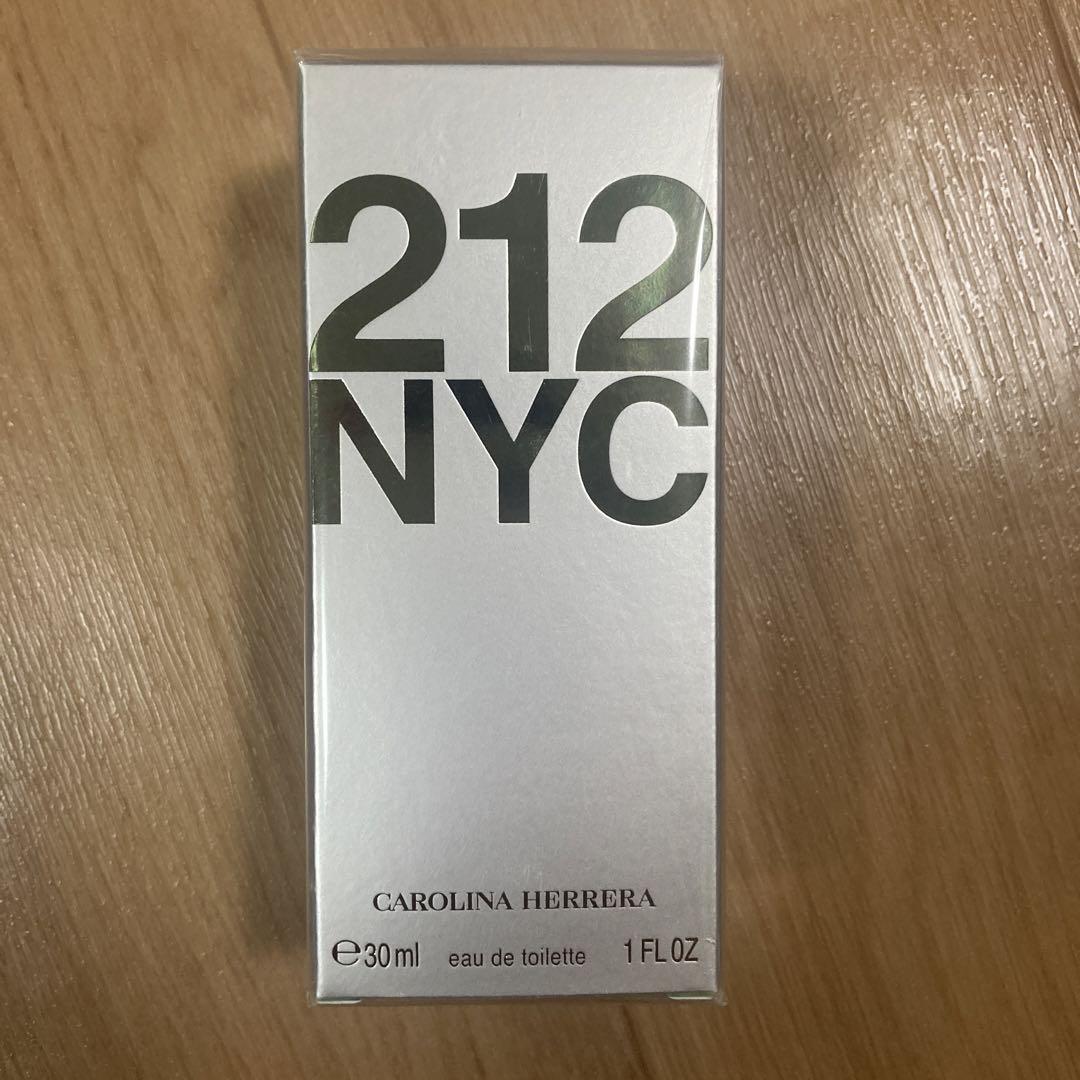 212
NYC
CAROLINA HERRERA
℮30ml eau de toilette 1 FL OZ